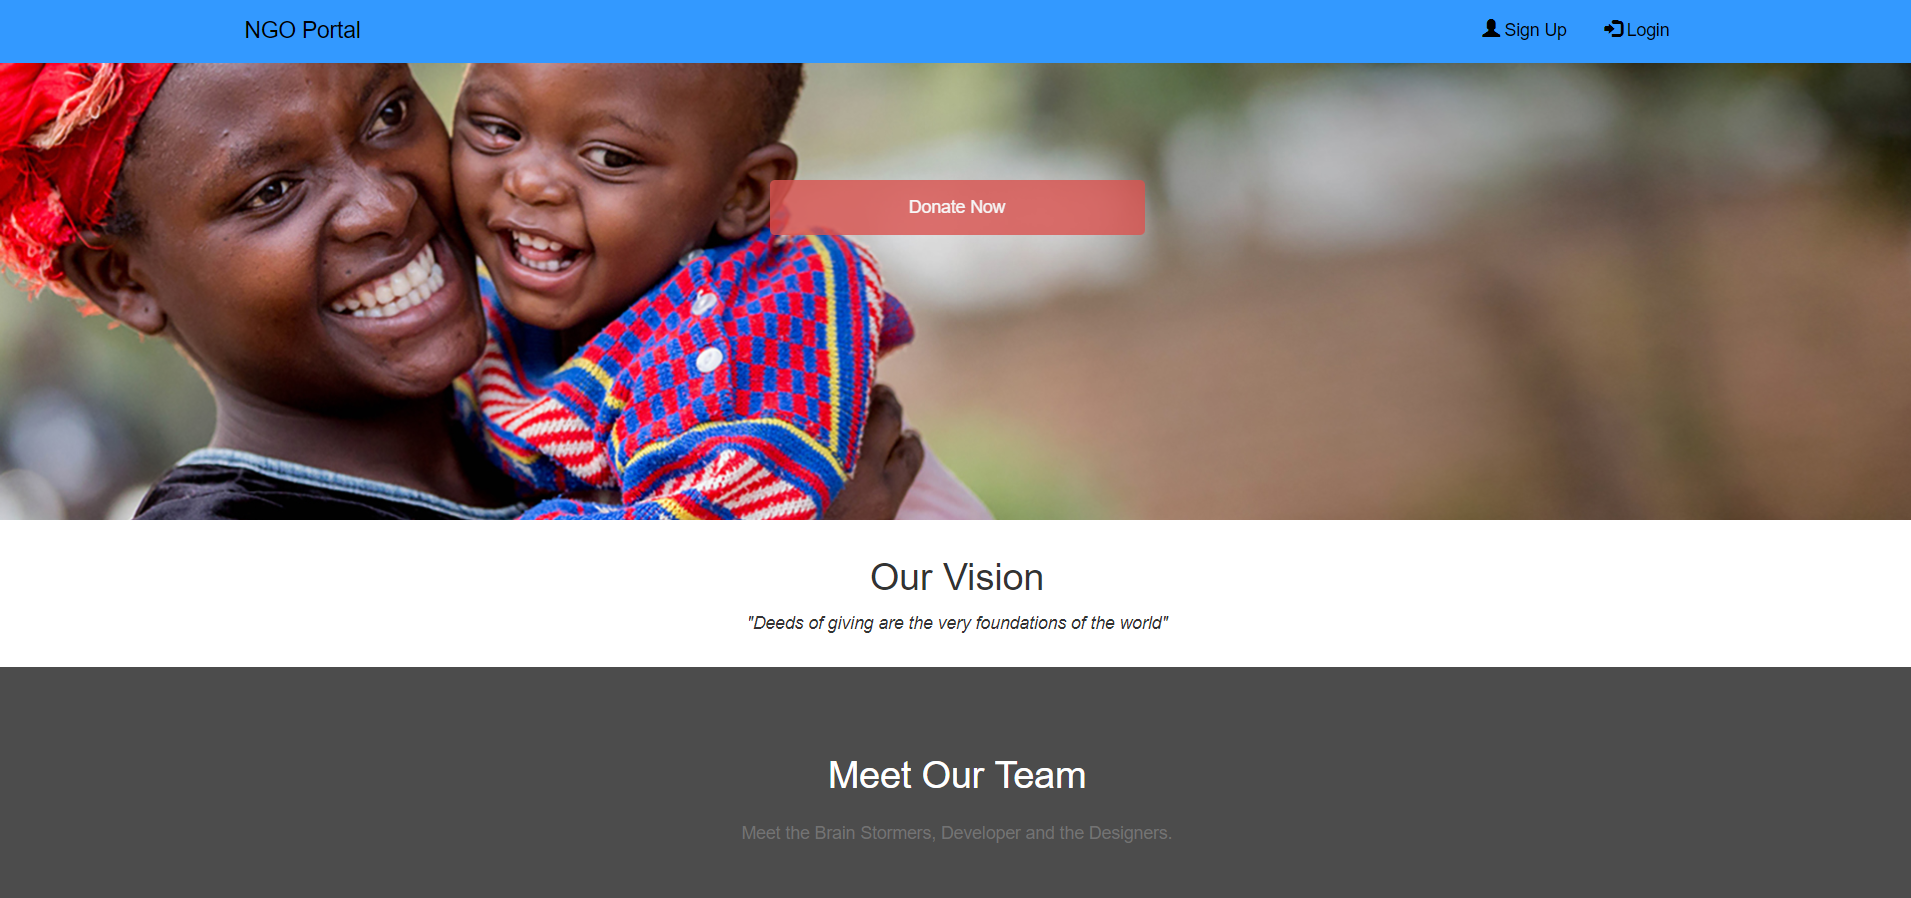 NGO Portal
Sign Up
Login
Donate Now
Our Vision
"Deeds of giving are the very foundations of the world"
Meet Our Team
Meet the Brain Stormers, Developer and the Designers.